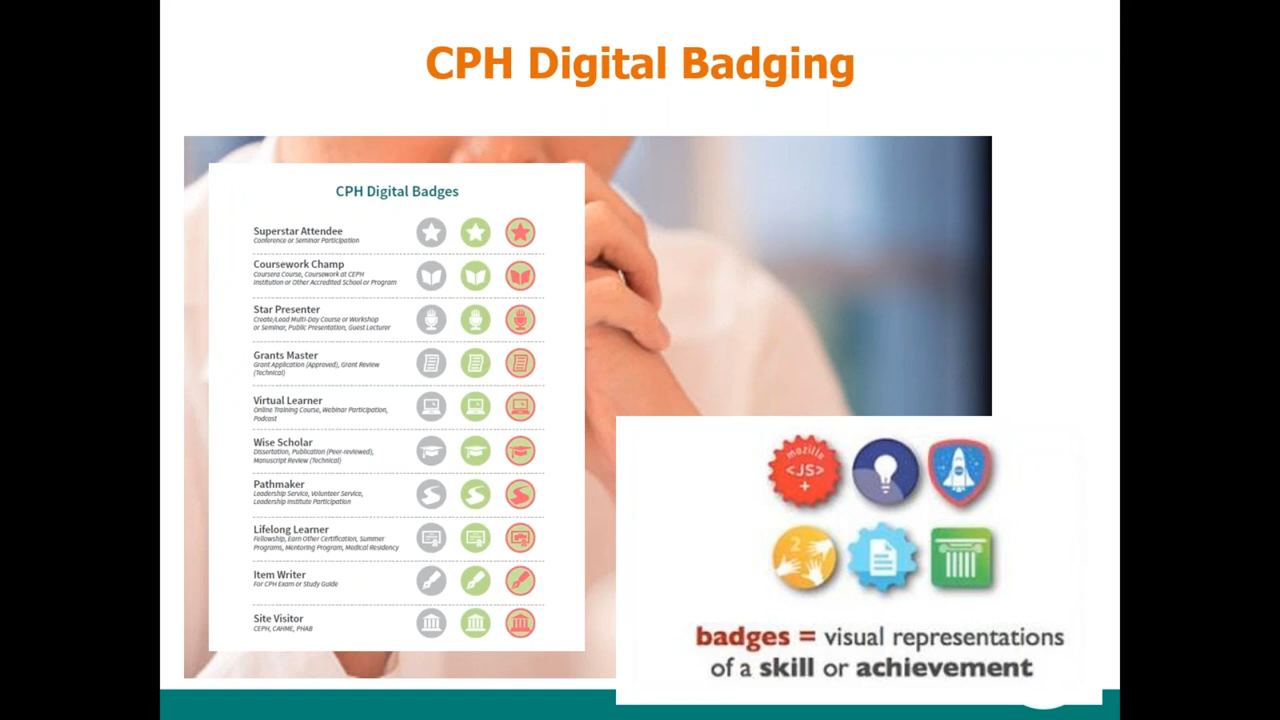 CPH Digital Badging
CPH Digital Badges
Superstar Attendee
Conference or Seminar Participation
Coursework Champ
Coursera Course, Coursework at CEPH
Institution or Other Accredited School or Program
Star Presenter
Create/Lead Multi-Day Course or Workshop
or Seminar, Public Presentation, Guest Lecturer
Grants Master
Grant Application (Approved), Grant Review
(Technical)
Virtual Learner
Online Training Course, Webinar Participation,
Podcast
Wise Scholar
Dissertation, Publication (Peer-reviewed),
Manuscript Review (Technical)
Pathmaker
Leadership Service, Volunteer Service,
Leadership Institute Participation
Lifelong Learner
Fellowship, Earn Other Certification, Summer
Programs, Mentoring Program, Medical Residency
Item Writer
For CPH Exam or Study Guide
Site Visitor
CEPH, CAHME, PHAB
mozilla
<JS>
+
2
badges = visual representations
of a skill or achievement